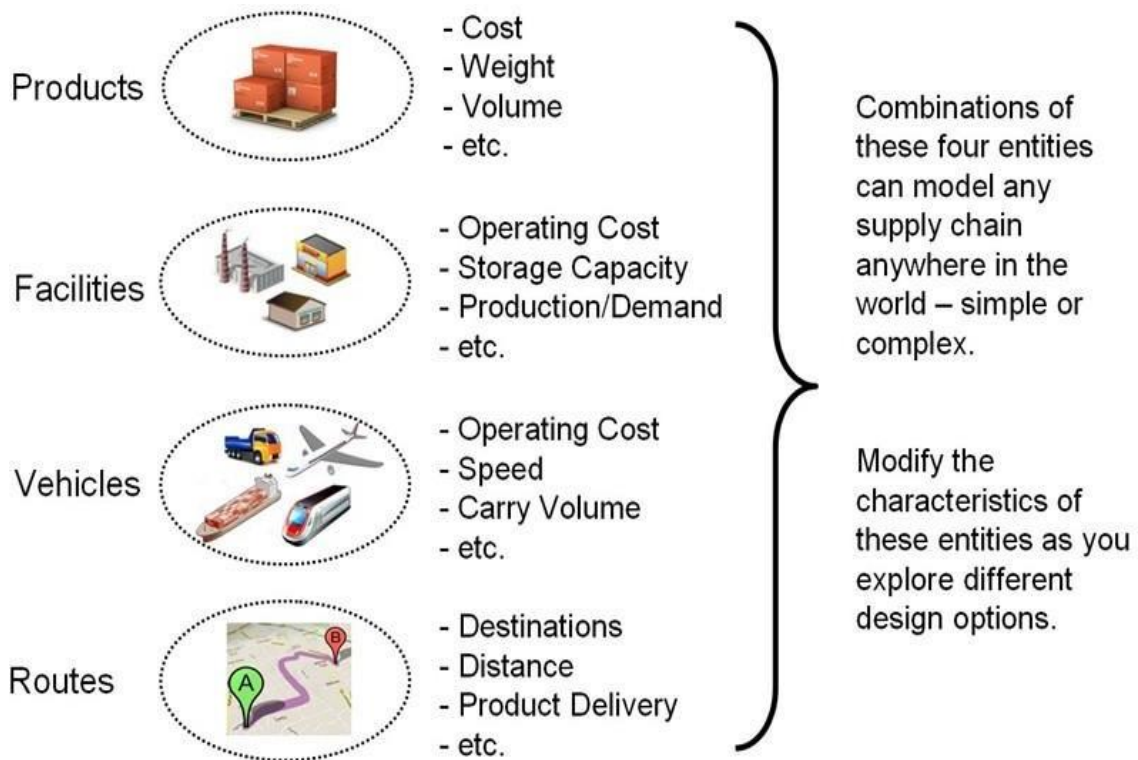 Products
- Cost
- Weight
- Volume
- etc.
Facilities
- Operating Cost
- Storage Capacity
- Production/Demand
- etc.
Vehicles
- Operating Cost
- Speed
- Carry Volume
- etc.
Routes
A
B
- Destinations
- Distance
- Product Delivery
- etc.
Combinations of
these four entities
can model any
supply chain
anywhere in the
world – simple or
complex.
Modify the
characteristics of
these entities as you
explore different
design options.